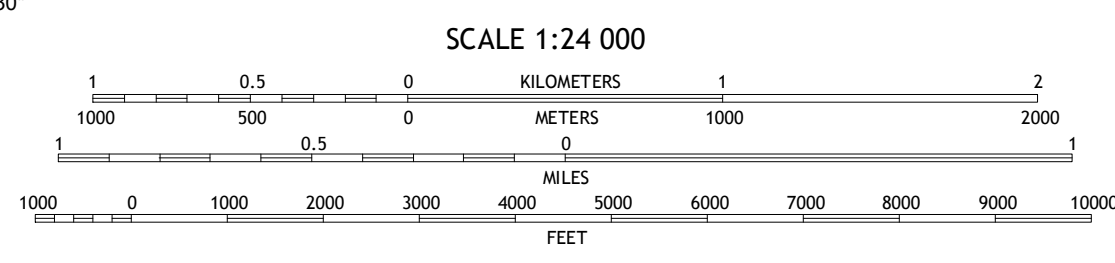 30"
SCALE 1:24 000
1 0.5 0 KILOMETERS 1 2
1000 500 0 METERS 1000 2000
1 0.5 0 1
MILES
1000 0 1000 2000 3000 4000 5000 6000 7000 8000 9000 10000
FEET